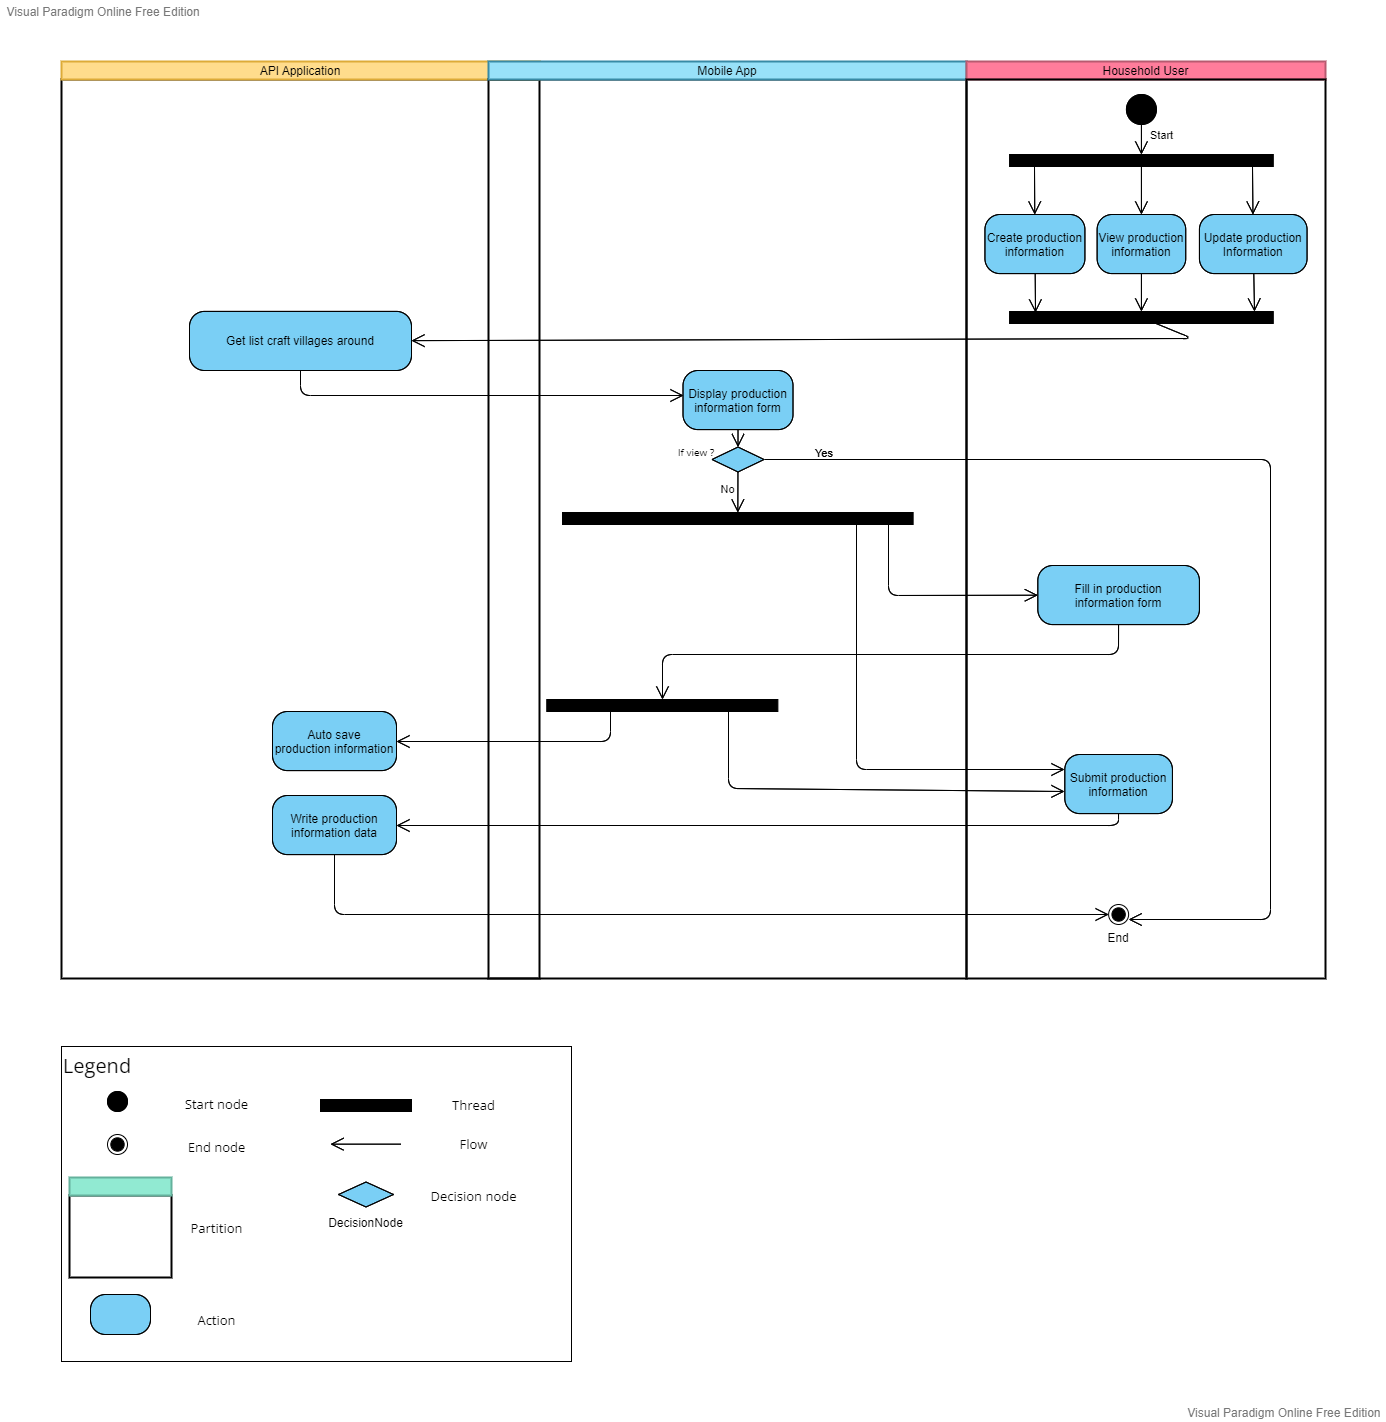 Visual Paradigm Online Free Edition
API Application
Mobile App
Household User
Start
Create production
information
View production
information
Update production
Information
Get list craft villages around
Display production
information form
If view ?
Yes
No
Fill in production
information form
Auto save
production information
Submit production
information
Write production
information data
End
Legend
Start node
Thread
End node
Flow
Decision node
DecisionNode
Partition
Action
Visual Paradigm Online Free Edition